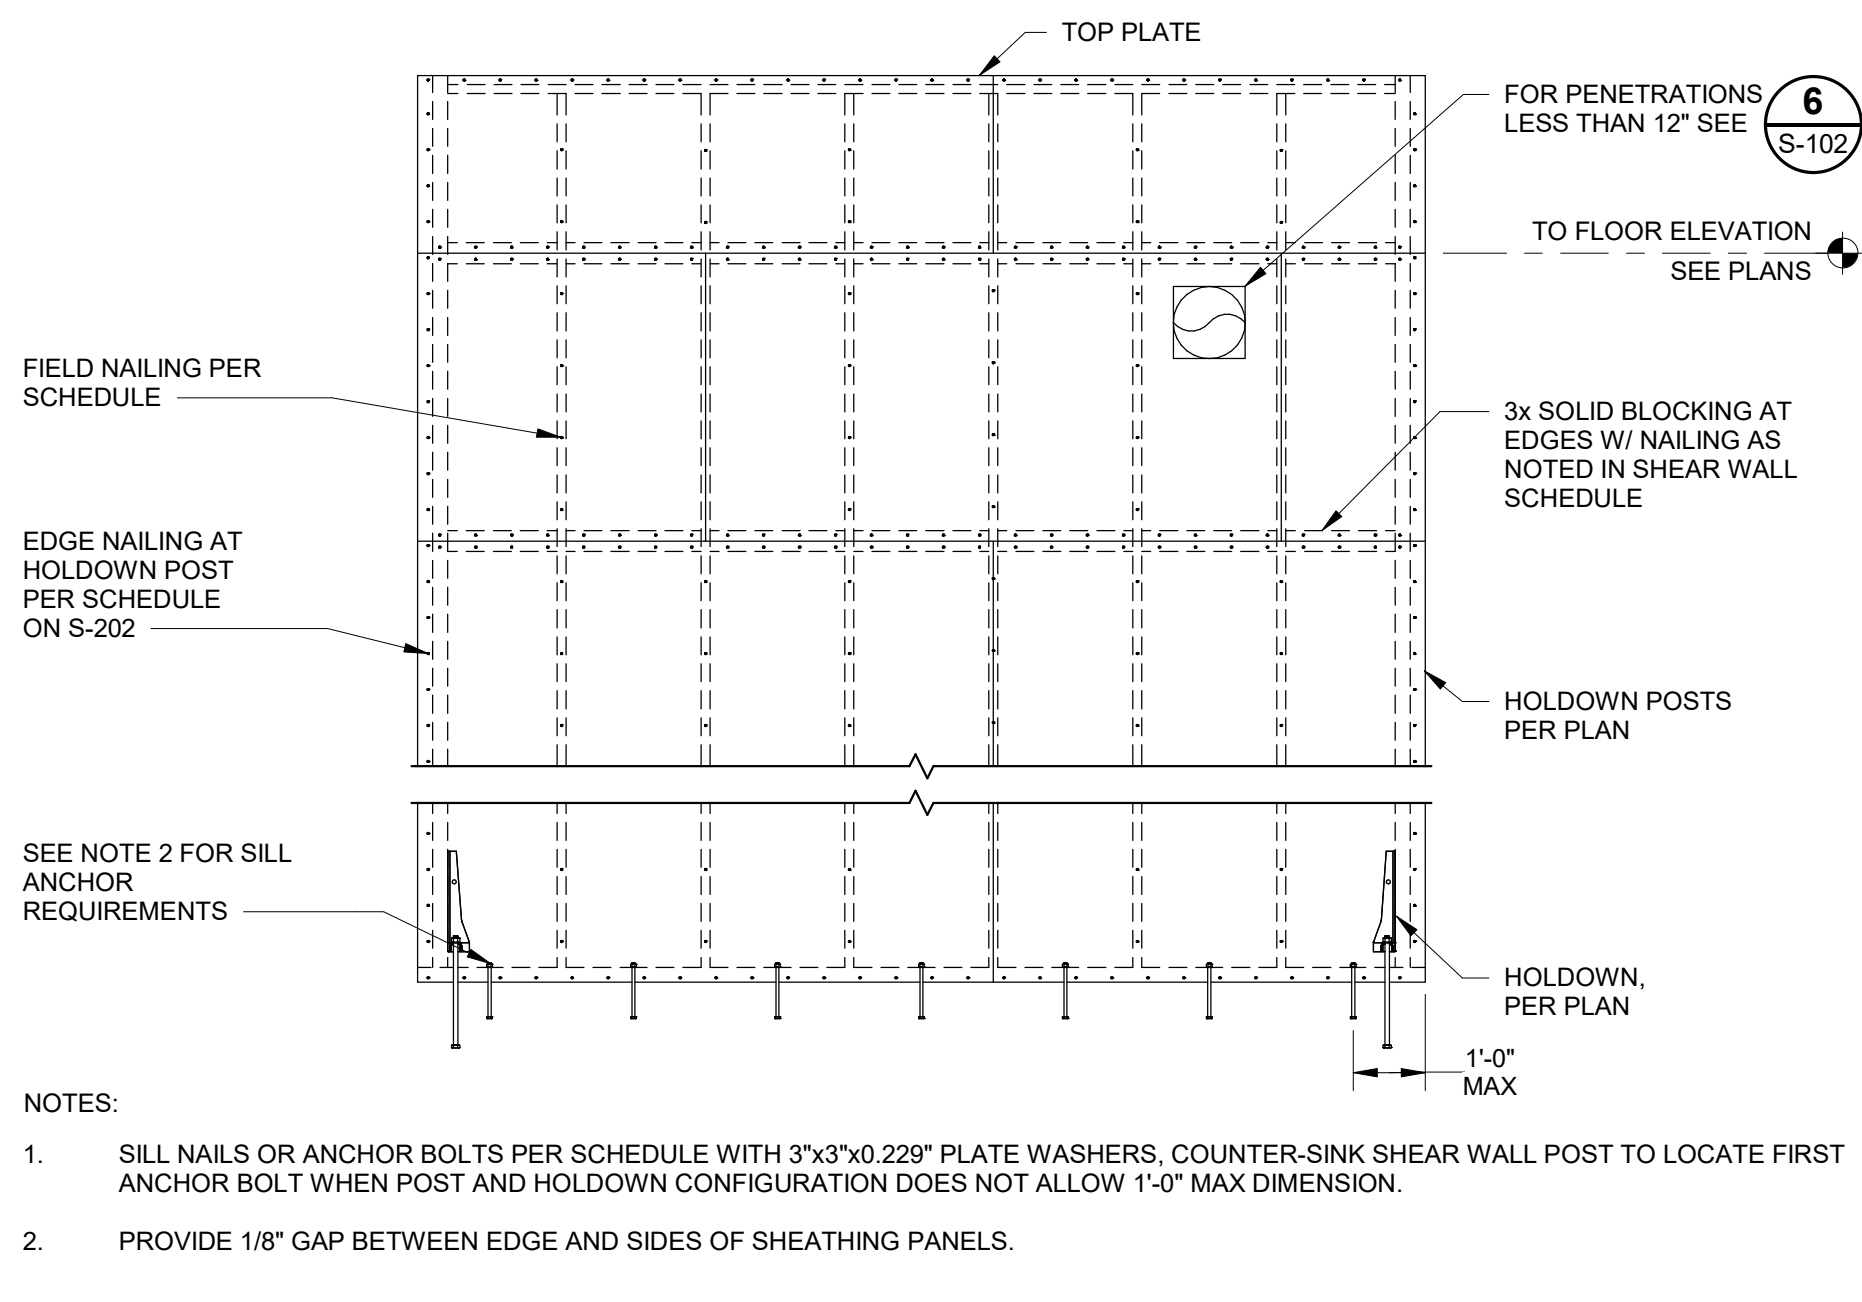 TOP PLATE
FOR PENETRATIONS
LESS THAN 12" SEE
6
S-102
TO FLOOR ELEVATION
SEE PLANS
FIELD NAILING PER
SCHEDULE
3x SOLID BLOCKING AT
EDGES W/ NAILING AS
NOTED IN SHEAR WALL
SCHEDULE
EDGE NAILING AT
HOLDOWN POST
PER SCHEDULE
ON S-202
HOLDOWN POSTS
PER PLAN
SEE NOTE 2 FOR SILL
ANCHOR
REQUIREMENTS
HOLDOWN,
PER PLAN
1'-0"
MAX
NOTES:
1. SILL NAILS OR ANCHOR BOLTS PER SCHEDULE WITH 3"x3"x0.229" PLATE WASHERS, COUNTER-SINK SHEAR WALL POST TO LOCATE FIRST
ANCHOR BOLT WHEN POST AND HOLDOWN CONFIGURATION DOES NOT ALLOW 1'-0" MAX DIMENSION.
2. PROVIDE 1/8" GAP BETWEEN EDGE AND SIDES OF SHEATHING PANELS.